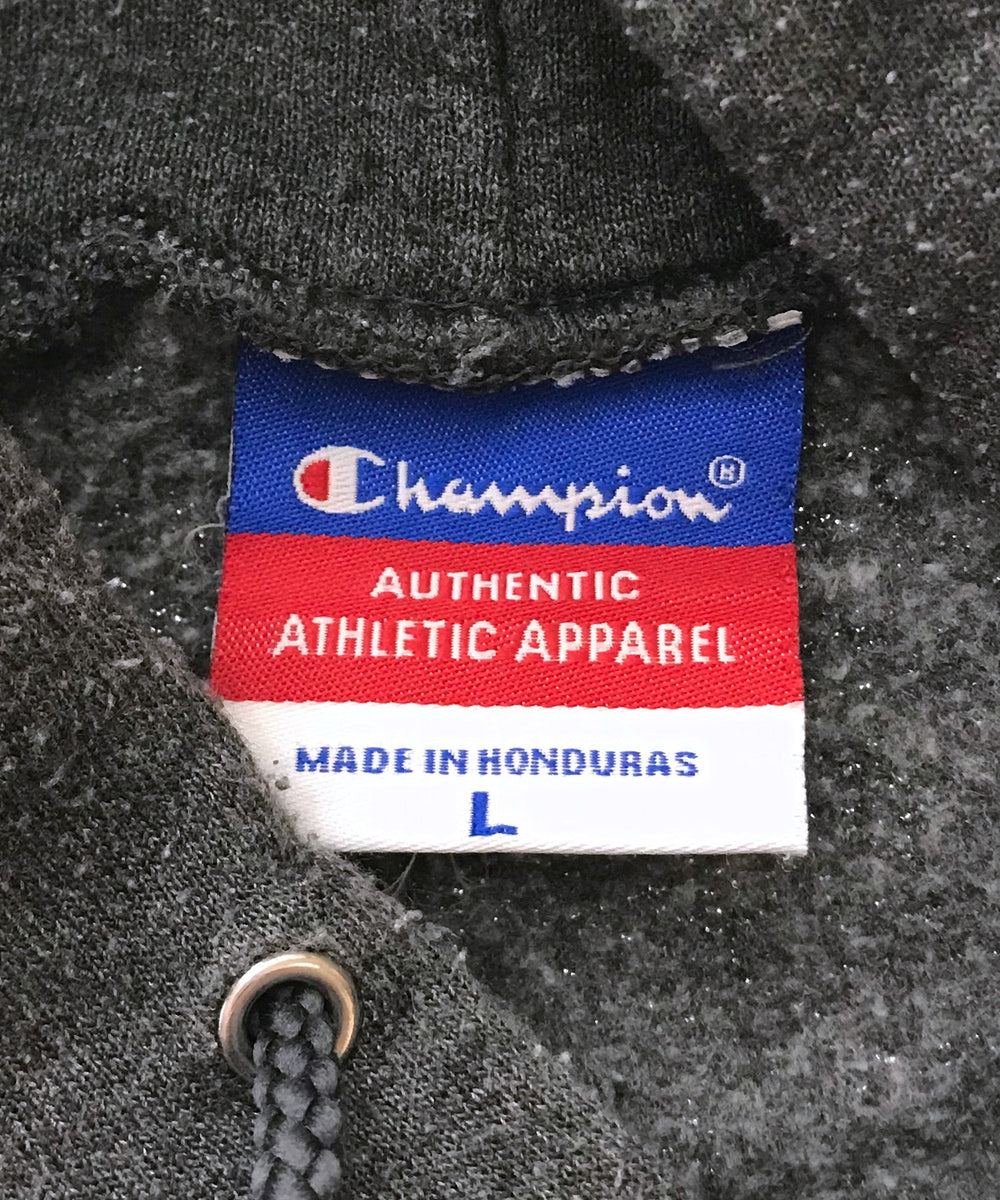 Champion®
AUTHENTIC
ATHLETIC APPAREL
MADE IN HONDURAS
L